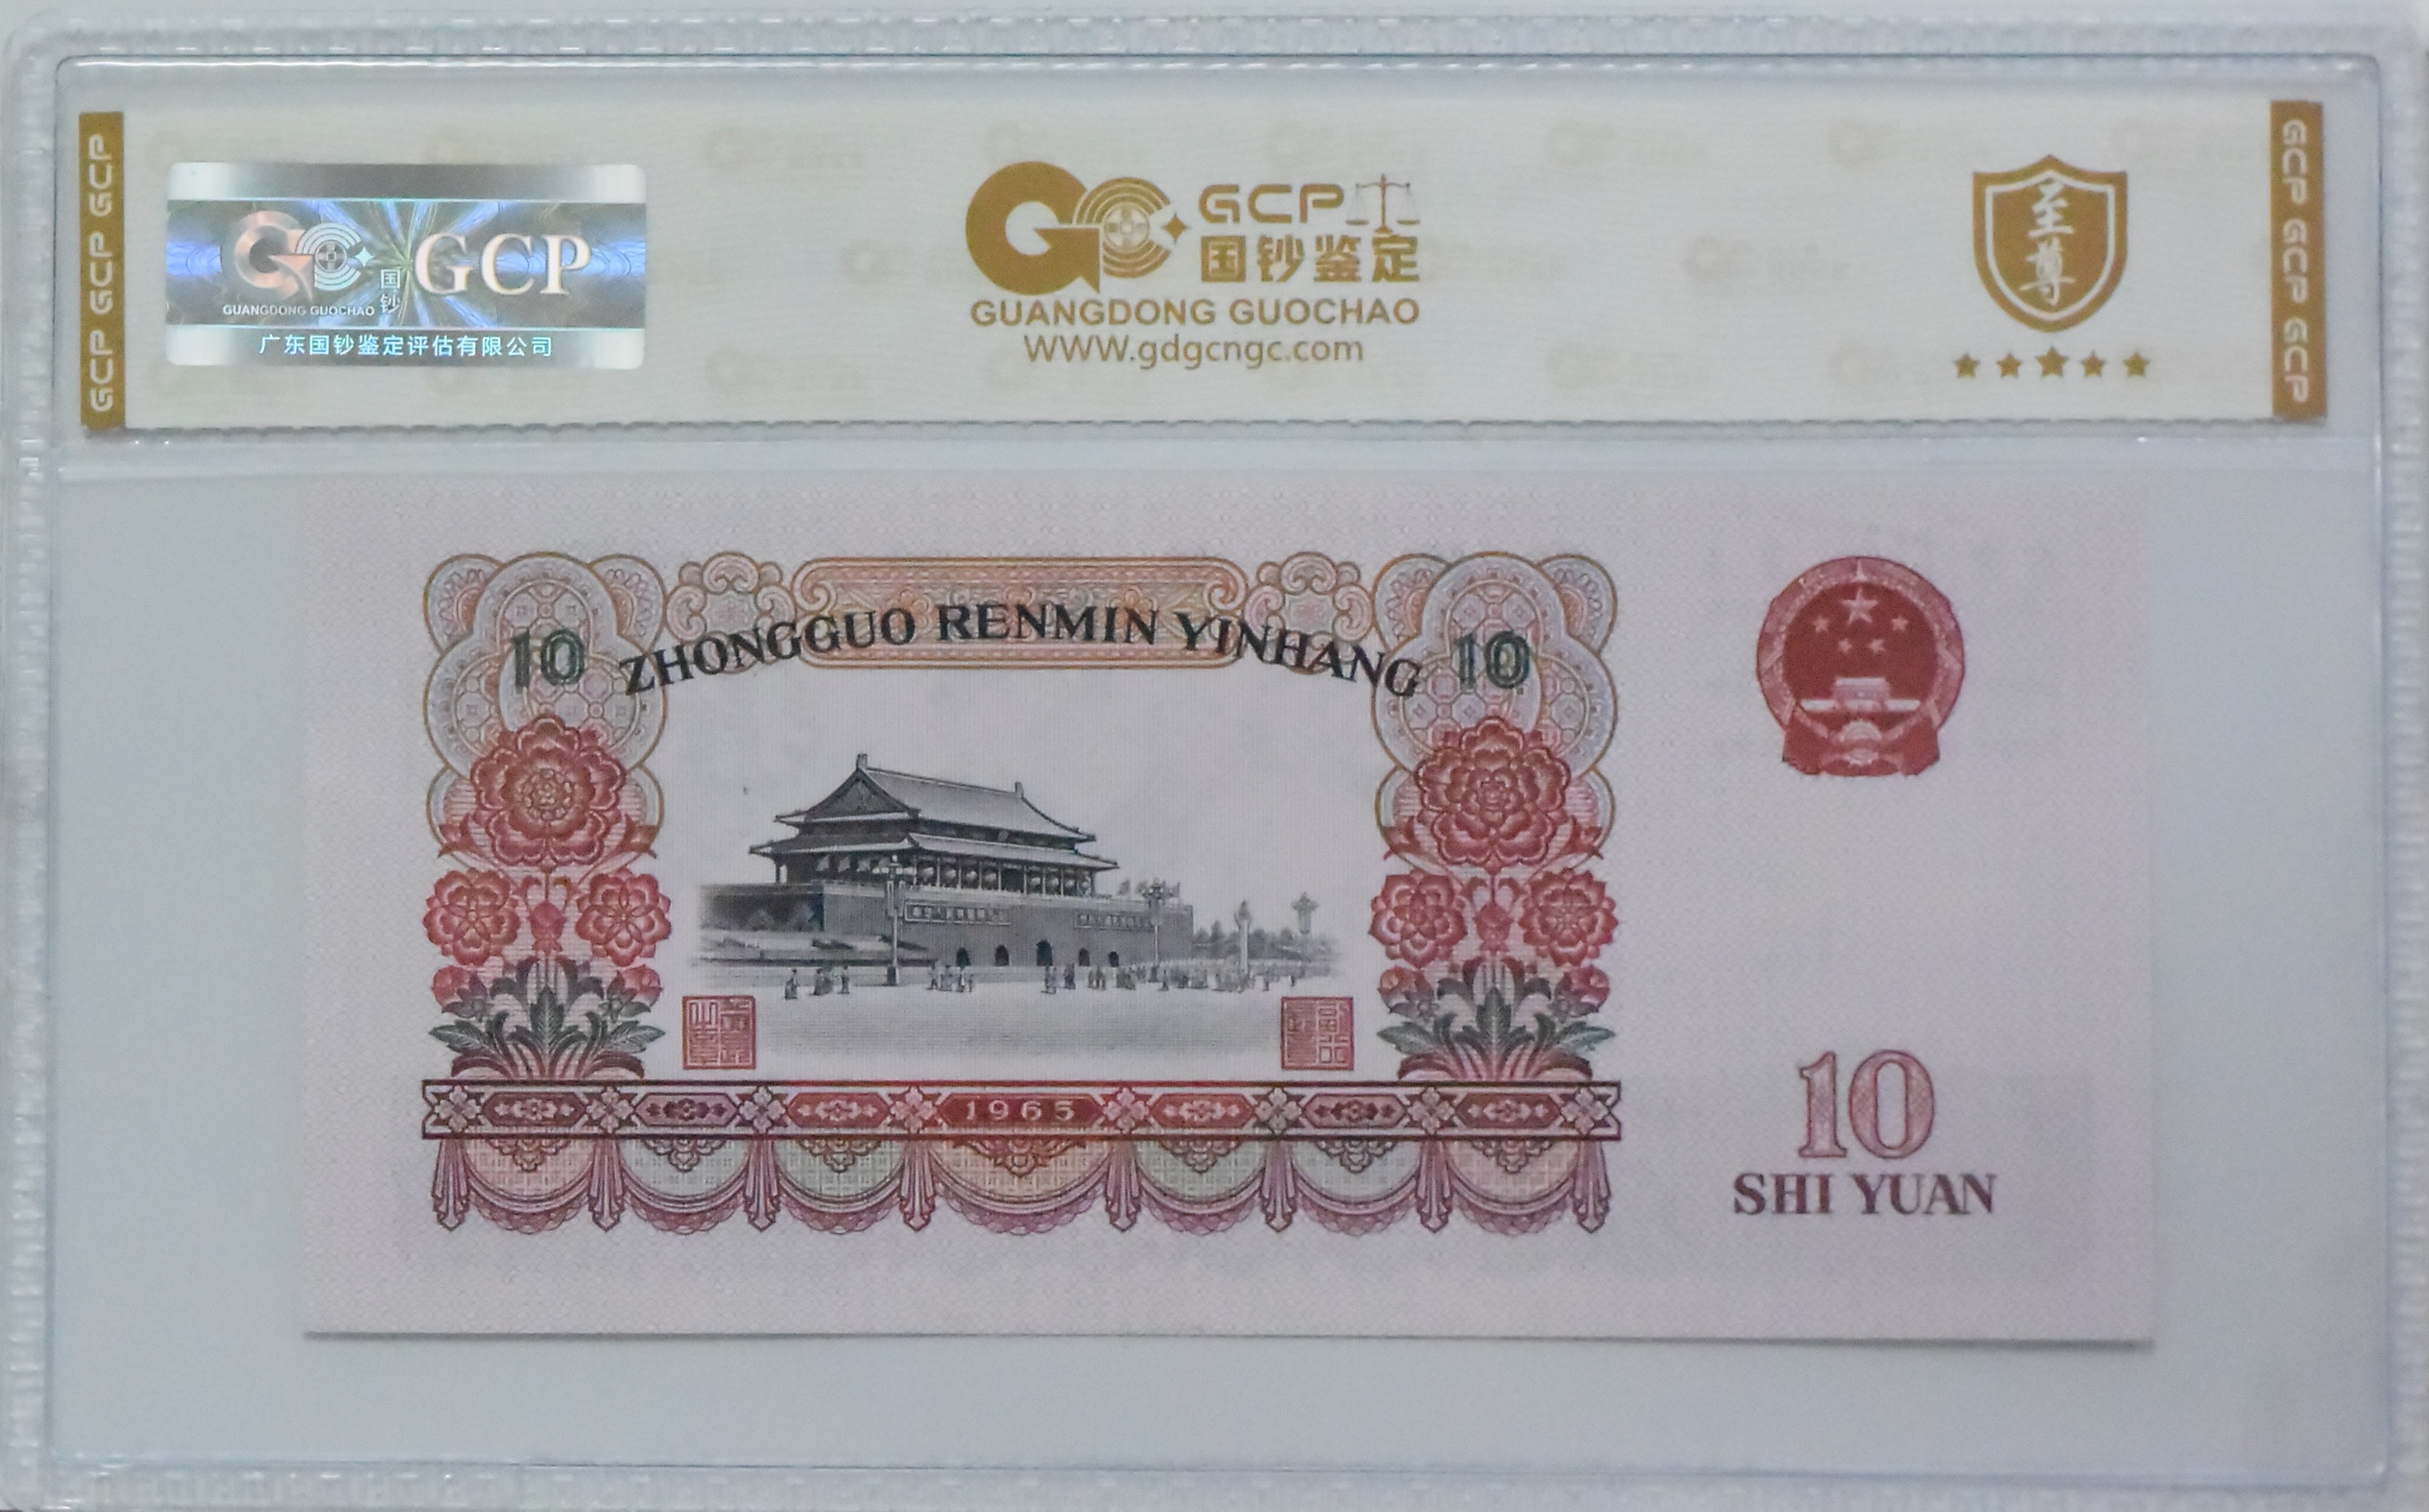 GCP GCP GCP
国钞 GCP
GUANGDONG GUOCHAO
广东国钞鉴定评估有限公司
GCP
国钞鉴定
GUANGDONG GUOCHAO
WWW.gdgcngc.com
至尊
GCP GCP GCP
10 ZHONGGUO RENMIN YINHANG 10
1965
10
SHI YUAN